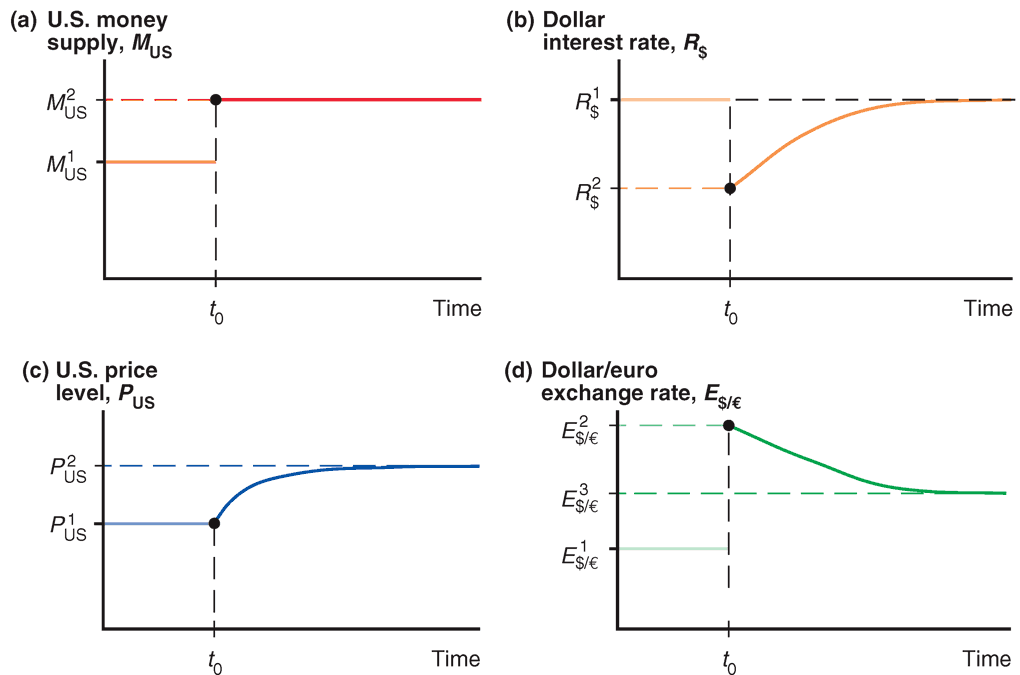 (a) U.S. money
supply, M_US
M²_US
M¹_US
t₀
Time
(b) Dollar
interest rate, R_$
R¹_$
R²_$
t₀
Time
(c) U.S. price
level, P_US
P²_US
P¹_US
t₀
Time
(d) Dollar/euro
exchange rate, E_$/€
E²_$/€
E³_$/€
E¹_$/€
t₀
Time